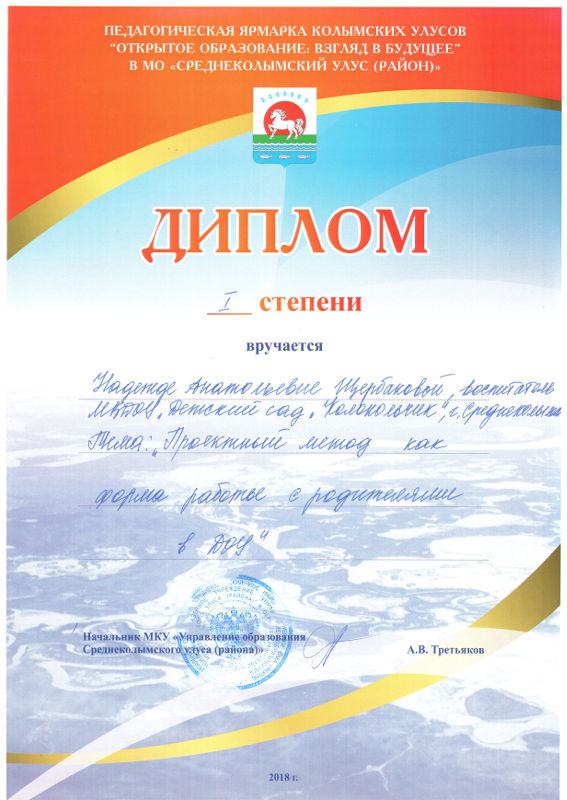 ПЕДАГОГИЧЕСКАЯ ЯРМАРКА КОЛЫМСКИХ УЛУСОВ
"ОТКРЫТОЕ ОБРАЗОВАНИЕ: ВЗГЛЯД В БУДУЩЕЕ"
В МО «СРЕДНЕКОЛЫМСКИЙ УЛУС (РАЙОН)»
ДИПЛОМ
I степени
вручается
Надежде Анатольевне Щербаковой, воспитателю
МКДОУ „Детский сад „Колокольчик", г. Среднеколымск
Тема: „Проектный метод как
форма работы с родителями
в ДОУ"
Начальник МКУ «Управление образования
Среднеколымского улуса (района)»
А.В. Третьяков
2018 г.